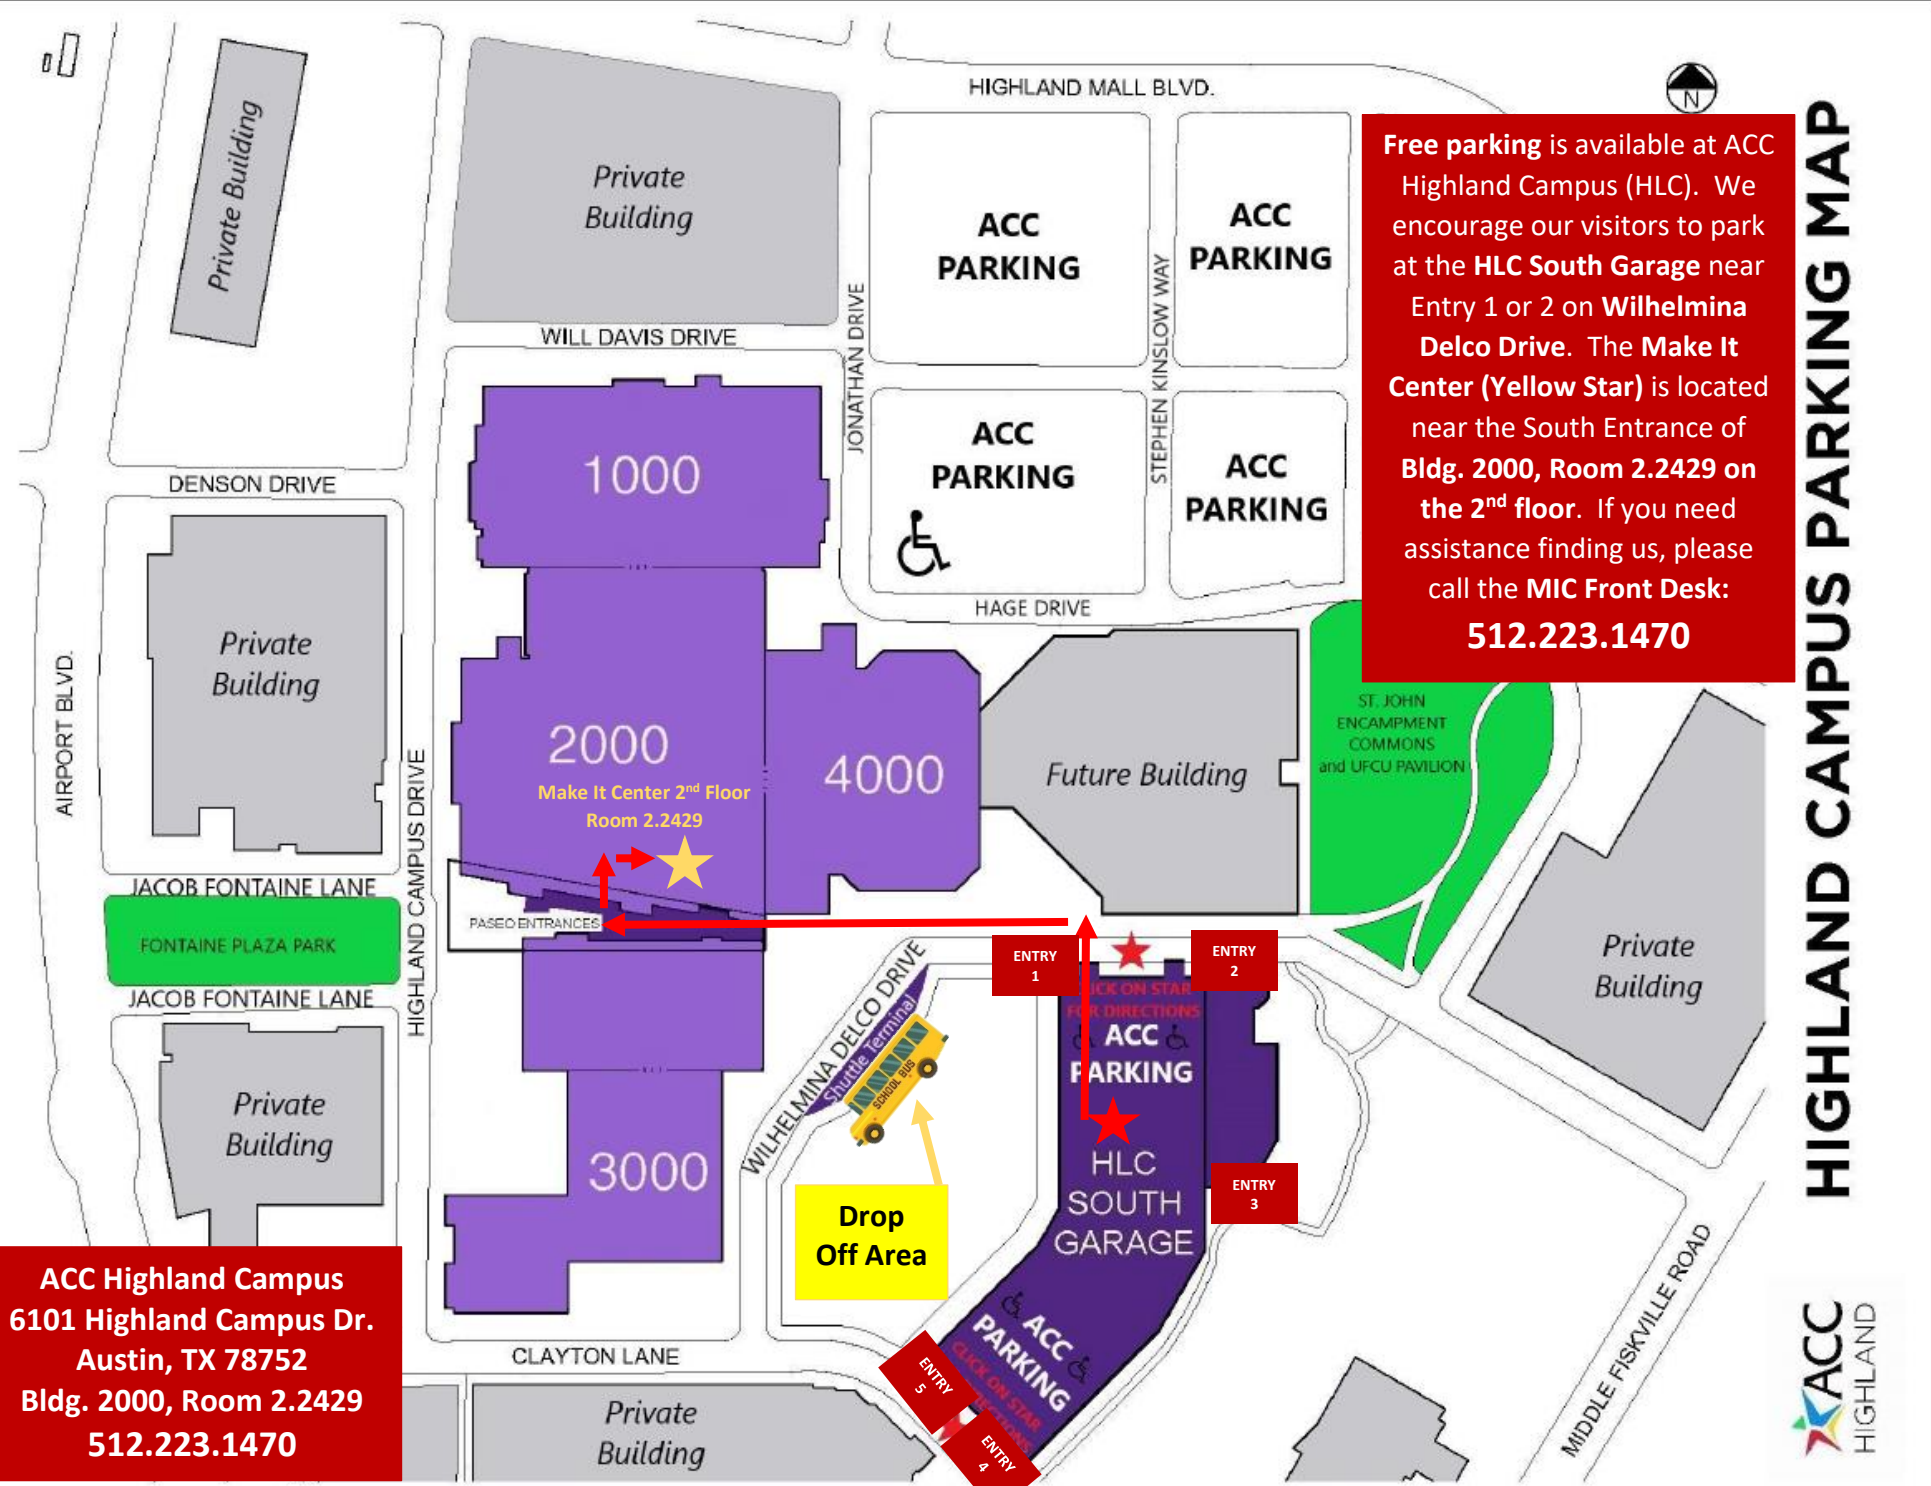 HIGHLAND MALL BLVD.
N
HIGHLAND CAMPUS PARKING MAP
Free parking is available at ACC
Highland Campus (HLC). We
encourage our visitors to park
at the HLC South Garage near
Entry 1 or 2 on Wilhelmina
Delco Drive. The Make It
Center (Yellow Star) is located
near the South Entrance of
Bldg. 2000, Room 2.2429 on
the 2nd floor. If you need
assistance finding us, please
call the MIC Front Desk:
512.223.1470
Private Building
Private
Building
ACC
PARKING
ACC
PARKING
WILL DAVIS DRIVE
JONATHAN DRIVE
STEPHEN KINSLOW WAY
1000
ACC
PARKING
ACC
PARKING
DENSON DRIVE
HAGE DRIVE
Private
Building
AIRPORT BLVD.
HIGHLAND CAMPUS DRIVE
2000
Make It Center 2nd Floor
Room 2.2429
4000
Future Building
ST. JOHN
ENCAMPMENT
COMMONS
and UFCU PAVILION
JACOB FONTAINE LANE
FONTAINE PLAZA PARK
JACOB FONTAINE LANE
PASEO ENTRANCES
ENTRY
1
ENTRY
2
Private
Building
WILHELMINA DELCO DRIVE
Shuttle Terminal
SCHOOL BUS
ON STAR
DIRECTIONS
ACC
PARKING
HLC
SOUTH
GARAGE
ENTRY
3
Private
Building
3000
Drop
Off Area
ACC
PARKING
CLICK ON STAR
ENTRY
5
ENTRY
4
CLAYTON LANE
Private
Building
MIDDLE FISKVILLE ROAD
ACC Highland Campus
6101 Highland Campus Dr.
Austin, TX 78752
Bldg. 2000, Room 2.2429
512.223.1470
ACC
HIGHLAND